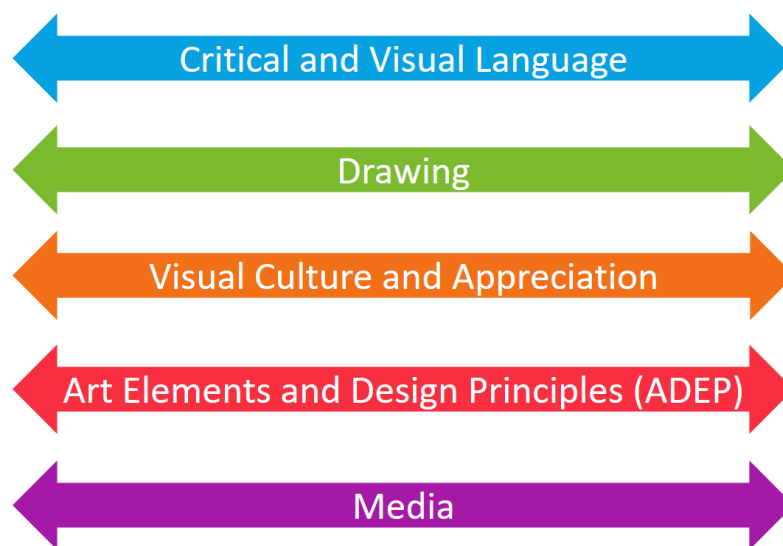 Critical and Visual Language
Drawing
Visual Culture and Appreciation
Art Elements and Design Principles (ADEP)
Media